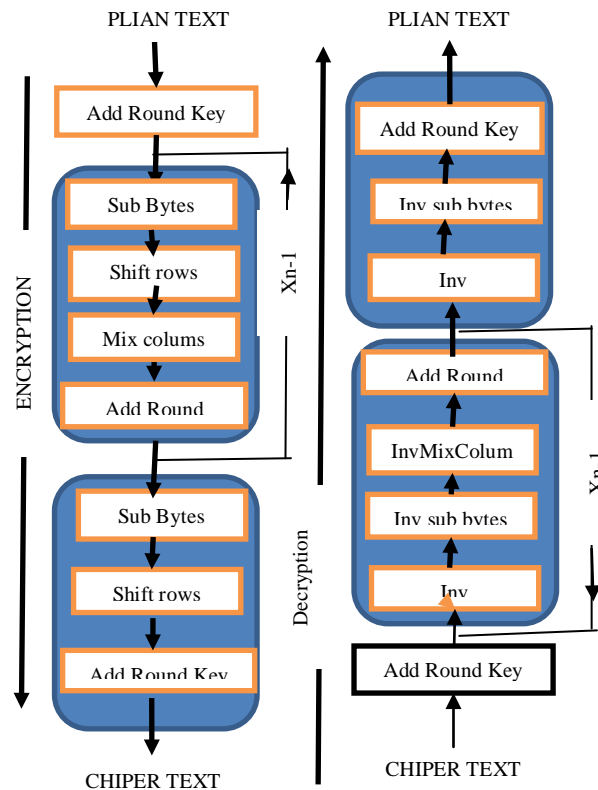 PLIAN TEXT
Add Round Key
Sub Bytes
Shift rows
Mix colums
Add Round
Xn-1
ENCRYPTION
Sub Bytes
Shift rows
Add Round Key
CHIPER TEXT
PLIAN TEXT
Add Round Key
Inv sub bytes
Inv
Add Round
InvMixColum
Inv sub bytes
Inv
Xn-1
Decryption
Add Round Key
CHIPER TEXT